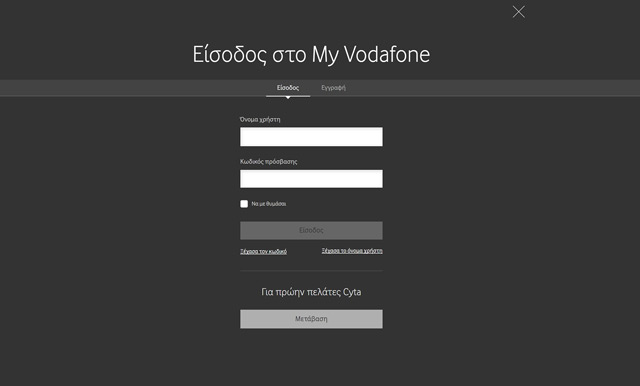 Είσοδος στο My Vodafone
Είσοδος Εγγραφή
Όνομα χρήστη
Κωδικός πρόσβασης
Να με θυμάσαι
Είσοδος
Ξέχασα τον κωδικό Ξέχασα το όνομα χρήστη
Για πρώην πελάτες Cyta
Μετάβαση